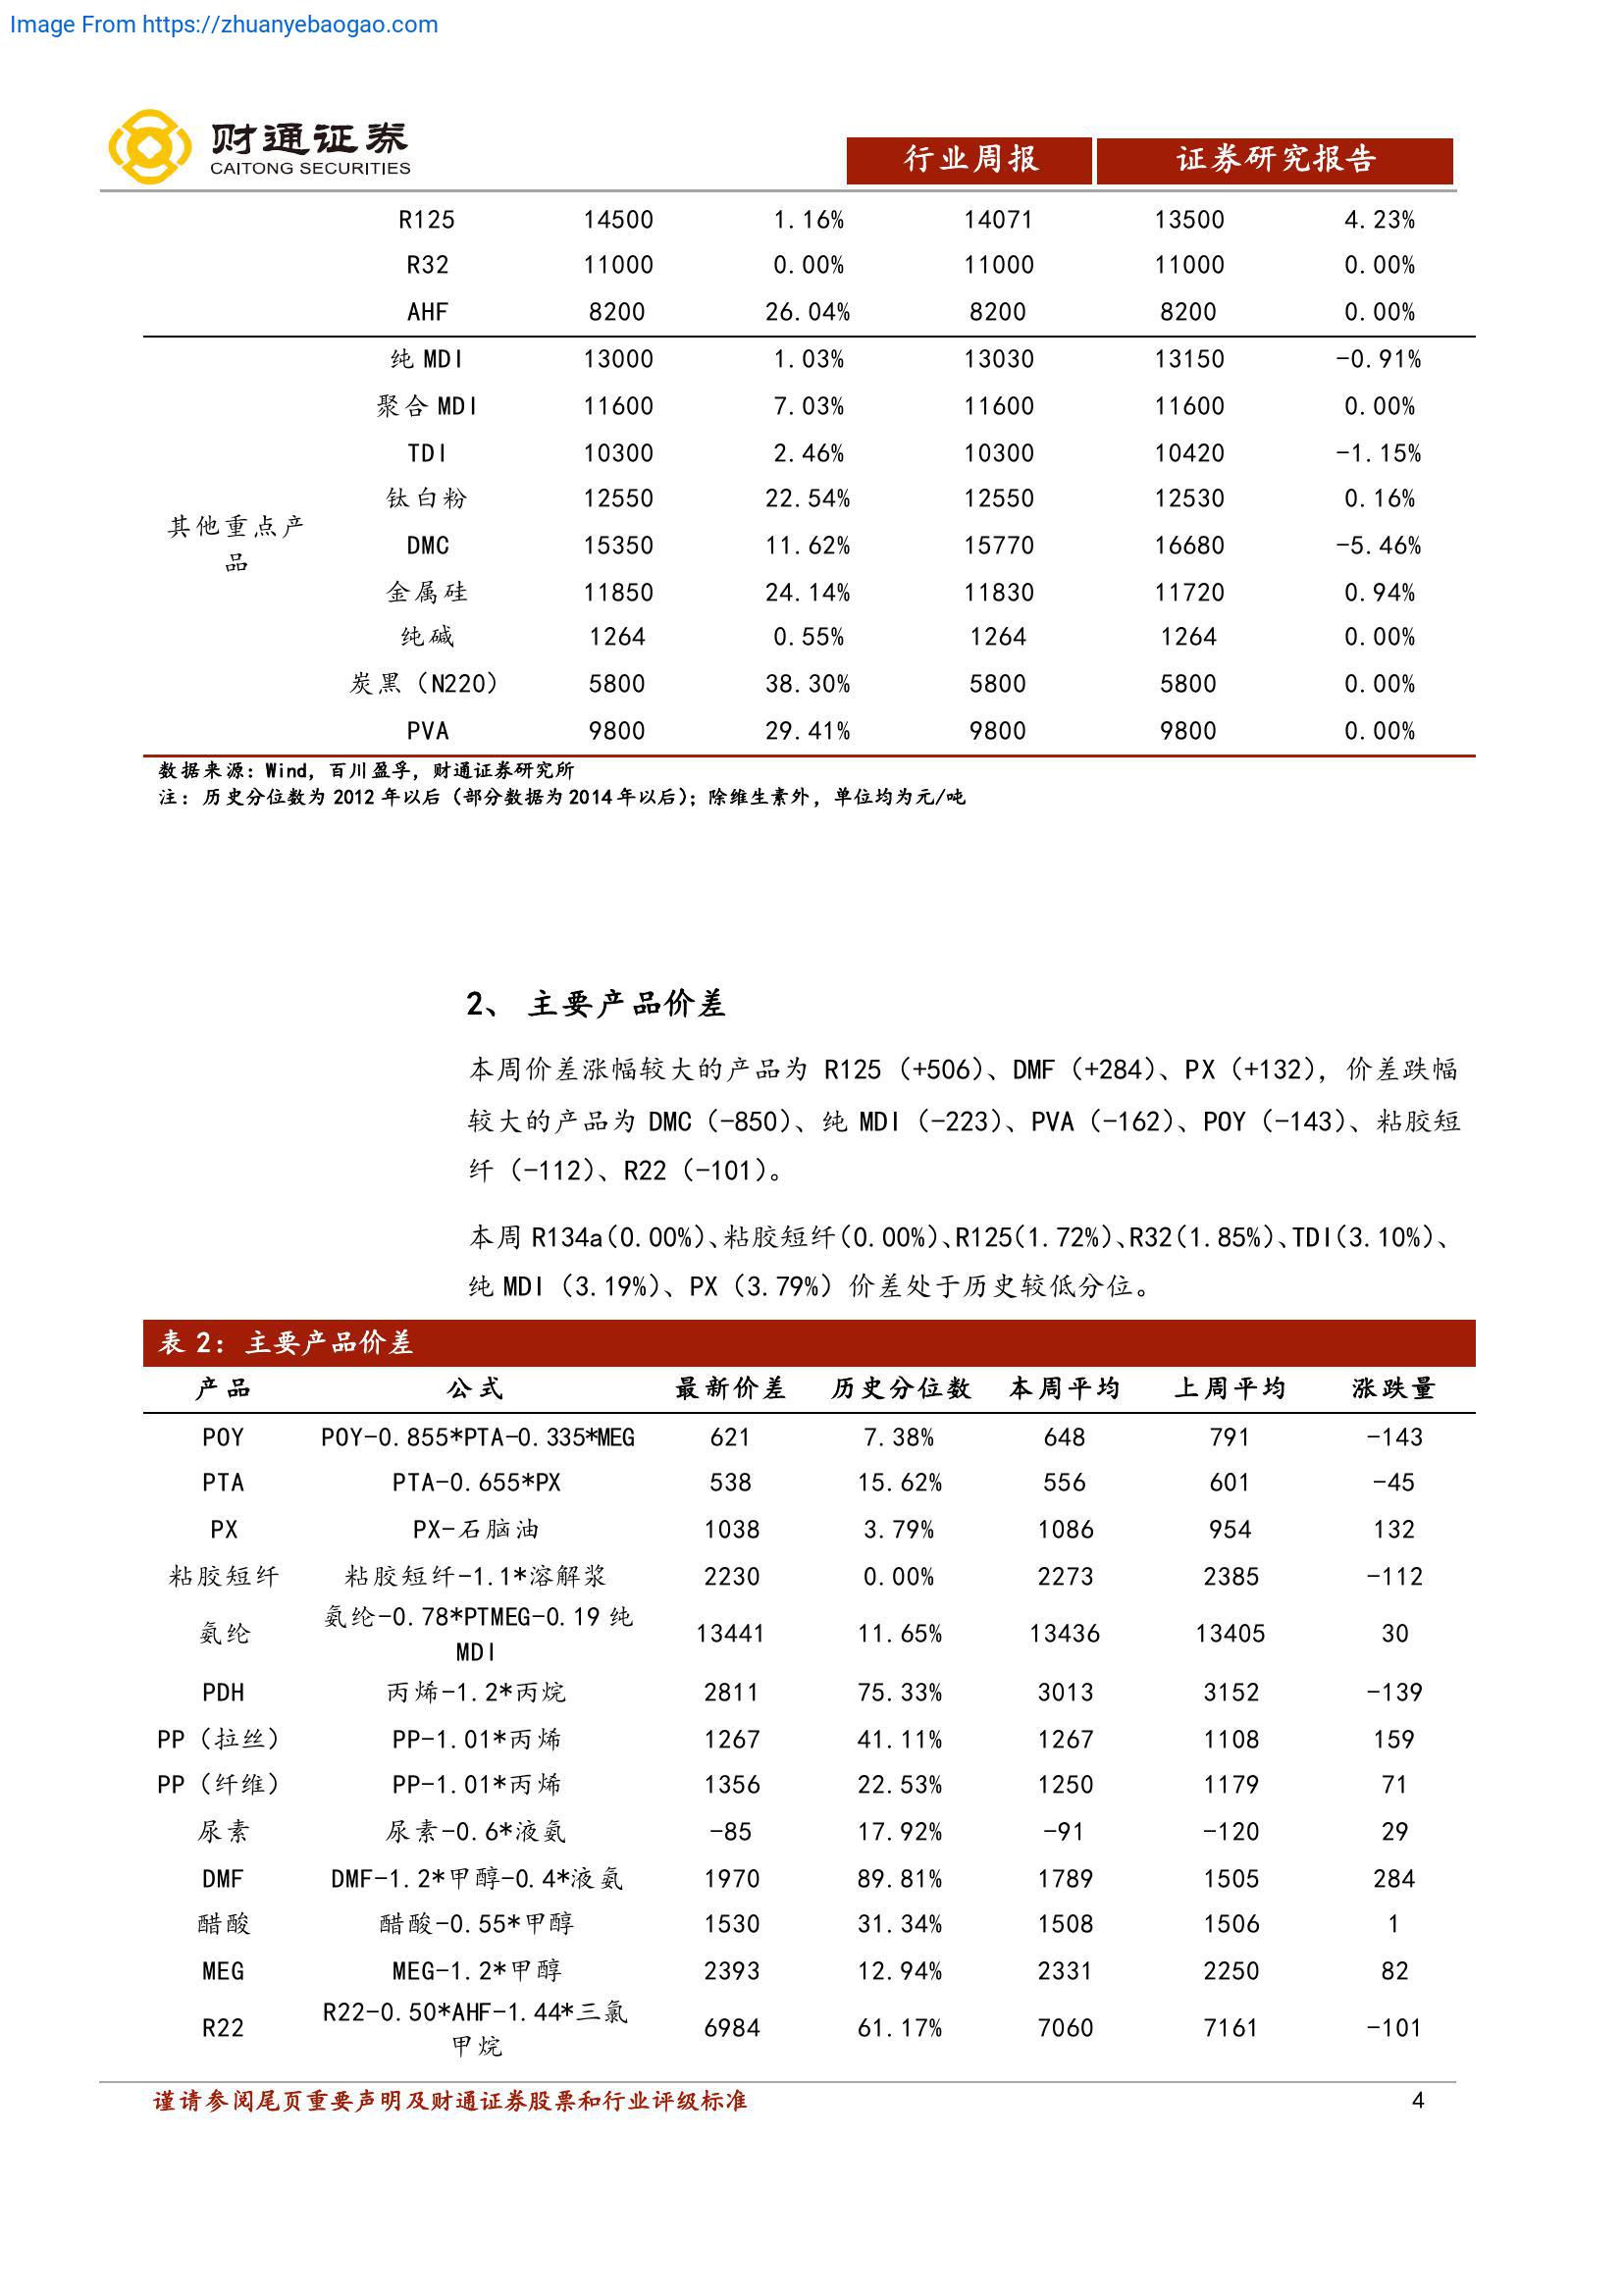 Image From https://zhuanyebaogao.com
财通证券
CAITONG SECURITIES
行业周报 证券研究报告
R125 14500 1.16% 14071 13500 4.23%
R32 11000 0.00% 11000 11000 0.00%
AHF 8200 26.04% 8200 8200 0.00%
纯 MDI 13000 1.03% 13030 13150 -0.91%
聚合 MDI 11600 7.03% 11600 11600 0.00%
TDI 10300 2.46% 10300 10420 -1.15%
钛白粉 12550 22.54% 12550 12530 0.16%
其他重点产
品
DMC 15350 11.62% 15770 16680 -5.46%
金属硅 11850 24.14% 11830 11720 0.94%
纯碱 1264 0.55% 1264 1264 0.00%
炭黑（N220） 5800 38.30% 5800 5800 0.00%
PVA 9800 29.41% 9800 9800 0.00%
数据来源：Wind，百川盈孚，财通证券研究所
注：历史分位数为 2012 年以后（部分数据为 2014 年以后）；除维生素外，单位均为元/吨
2、 主要产品价差
本周价差涨幅较大的产品为 R125（+506）、DMF（+284）、PX（+132），价差跌幅
较大的产品为 DMC（-850）、纯 MDI（-223）、PVA（-162）、POY（-143）、粘胶短
纤（-112）、R22（-101）。
本周 R134a(0.00%)、粘胶短纤(0.00%)、R125(1.72%)、R32(1.85%)、TDI(3.10%)、
纯 MDI（3.19%）、PX（3.79%）价差处于历史较低分位。
表 2：主要产品价差
产品 公式 最新价差 历史分位数 本周平均 上周平均 涨跌量
POY POY-0.855*PTA-0.335*MEG 621 7.38% 648 791 -143
PTA PTA-0.655*PX 538 15.62% 556 601 -45
PX PX-石脑油 1038 3.79% 1086 954 132
粘胶短纤 粘胶短纤-1.1*溶解浆 2230 0.00% 2273 2385 -112
氨纶 氨纶-0.78*PTMEG-0.19 纯
MDI 13441 11.65% 13436 13405 30
PDH 丙烯-1.2*丙烷 2811 75.33% 3013 3152 -139
PP（拉丝） PP-1.01*丙烯 1267 41.11% 1267 1108 159
PP（纤维） PP-1.01*丙烯 1356 22.53% 1250 1179 71
尿素 尿素-0.6*液氨 -85 17.92% -91 -120 29
DMF DMF-1.2*甲醇-0.4*液氨 1970 89.81% 1789 1505 284
醋酸 醋酸-0.55*甲醇 1530 31.34% 1508 1506 1
MEG MEG-1.2*甲醇 2393 12.94% 2331 2250 82
R22 R22-0.50*AHF-1.44*三氯
甲烷 6984 61.17% 7060 7161 -101
谨请参阅尾页重要声明及财通证券股票和行业评级标准 4